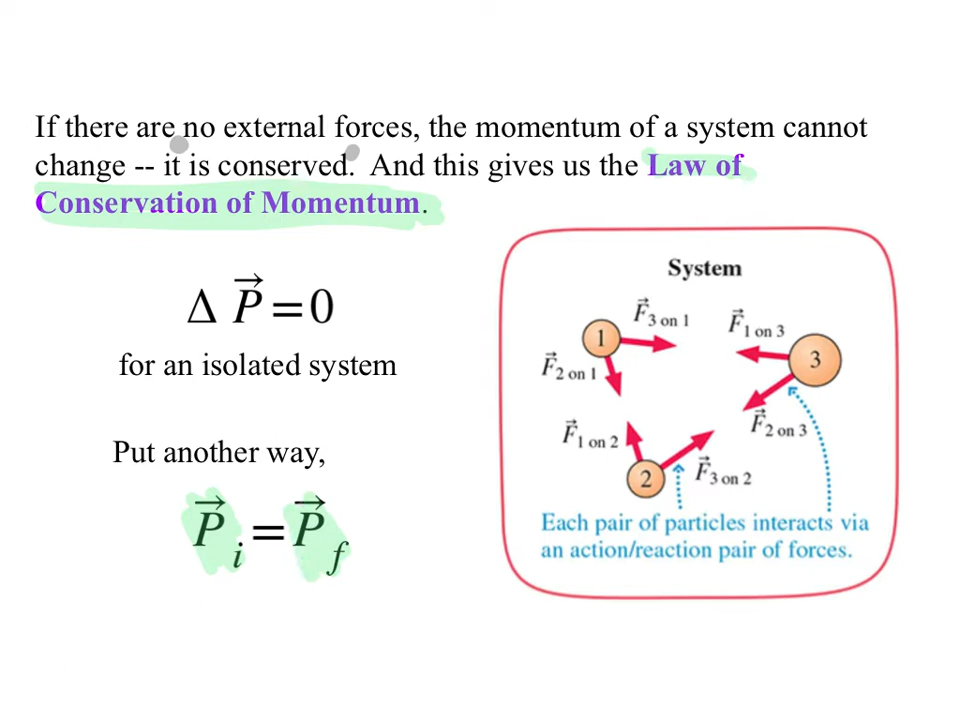 If there are no external forces, the momentum of a system cannot
change -- it is conserved. And this gives us the Law of
Conservation of Momentum.
Δ P⃗ = 0
for an isolated system
Put another way,
P⃗ i = P⃗ f
System
F⃗ 3 on 1
F⃗ 1 on 3
1
3
F⃗ 2 on 1
F⃗ 2 on 3
F⃗ 1 on 2
2
F⃗ 3 on 2
Each pair of particles interacts via
an action/reaction pair of forces.